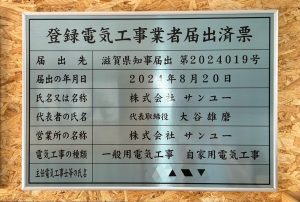 登録電気工事業者届出済票
届出先 滋賀県知事届出 第2024019号
届出の年月日 2024年8月20日
氏名又は名称 株式会社 サンユー
代表者の氏名 代表取締役 大谷雄磨
営業所の名称 株式会社 サンユー
電気工事の種類 一般用電気工事 自家用電気工事
主任電気工事士等の氏名